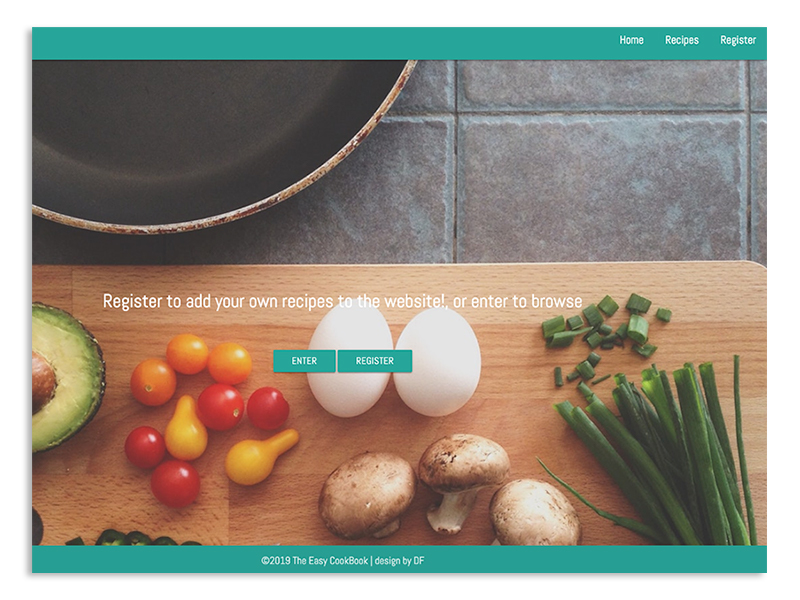 Home Recipes Register
Register to add your own recipes to the website!, or enter to browse
ENTER REGISTER
©2019 The Easy CookBook | design by DF